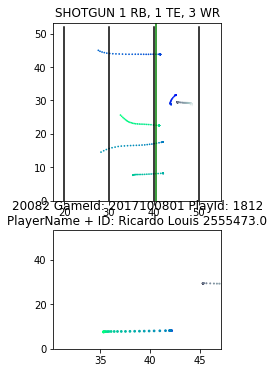 SHOTGUN 1 RB, 1 TE, 3 WR
50
40
30
20
10
0
20 30 40 50
20082 GameId: 2017100801 PlayId: 1812
PlayerName + ID: Ricardo Louis 2555473.0
40
20
0
35 40 45